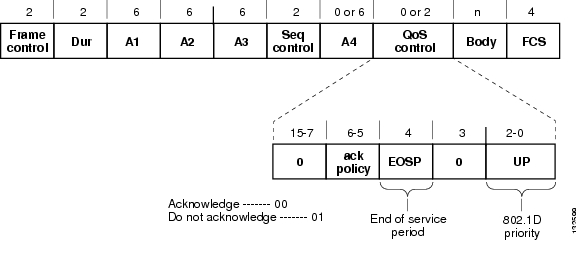 2 2 6 6 6 2 0 or 6 0 or 2 n 4
Frame control Dur A1 A2 A3 Seq control A4 QoS control Body FCS
15-7 6-5 4 3 2-0
0 ack policy EOSP 0 UP
Acknowledge ------- 00
Do not acknowledge ------- 01
End of service period
802.1D priority